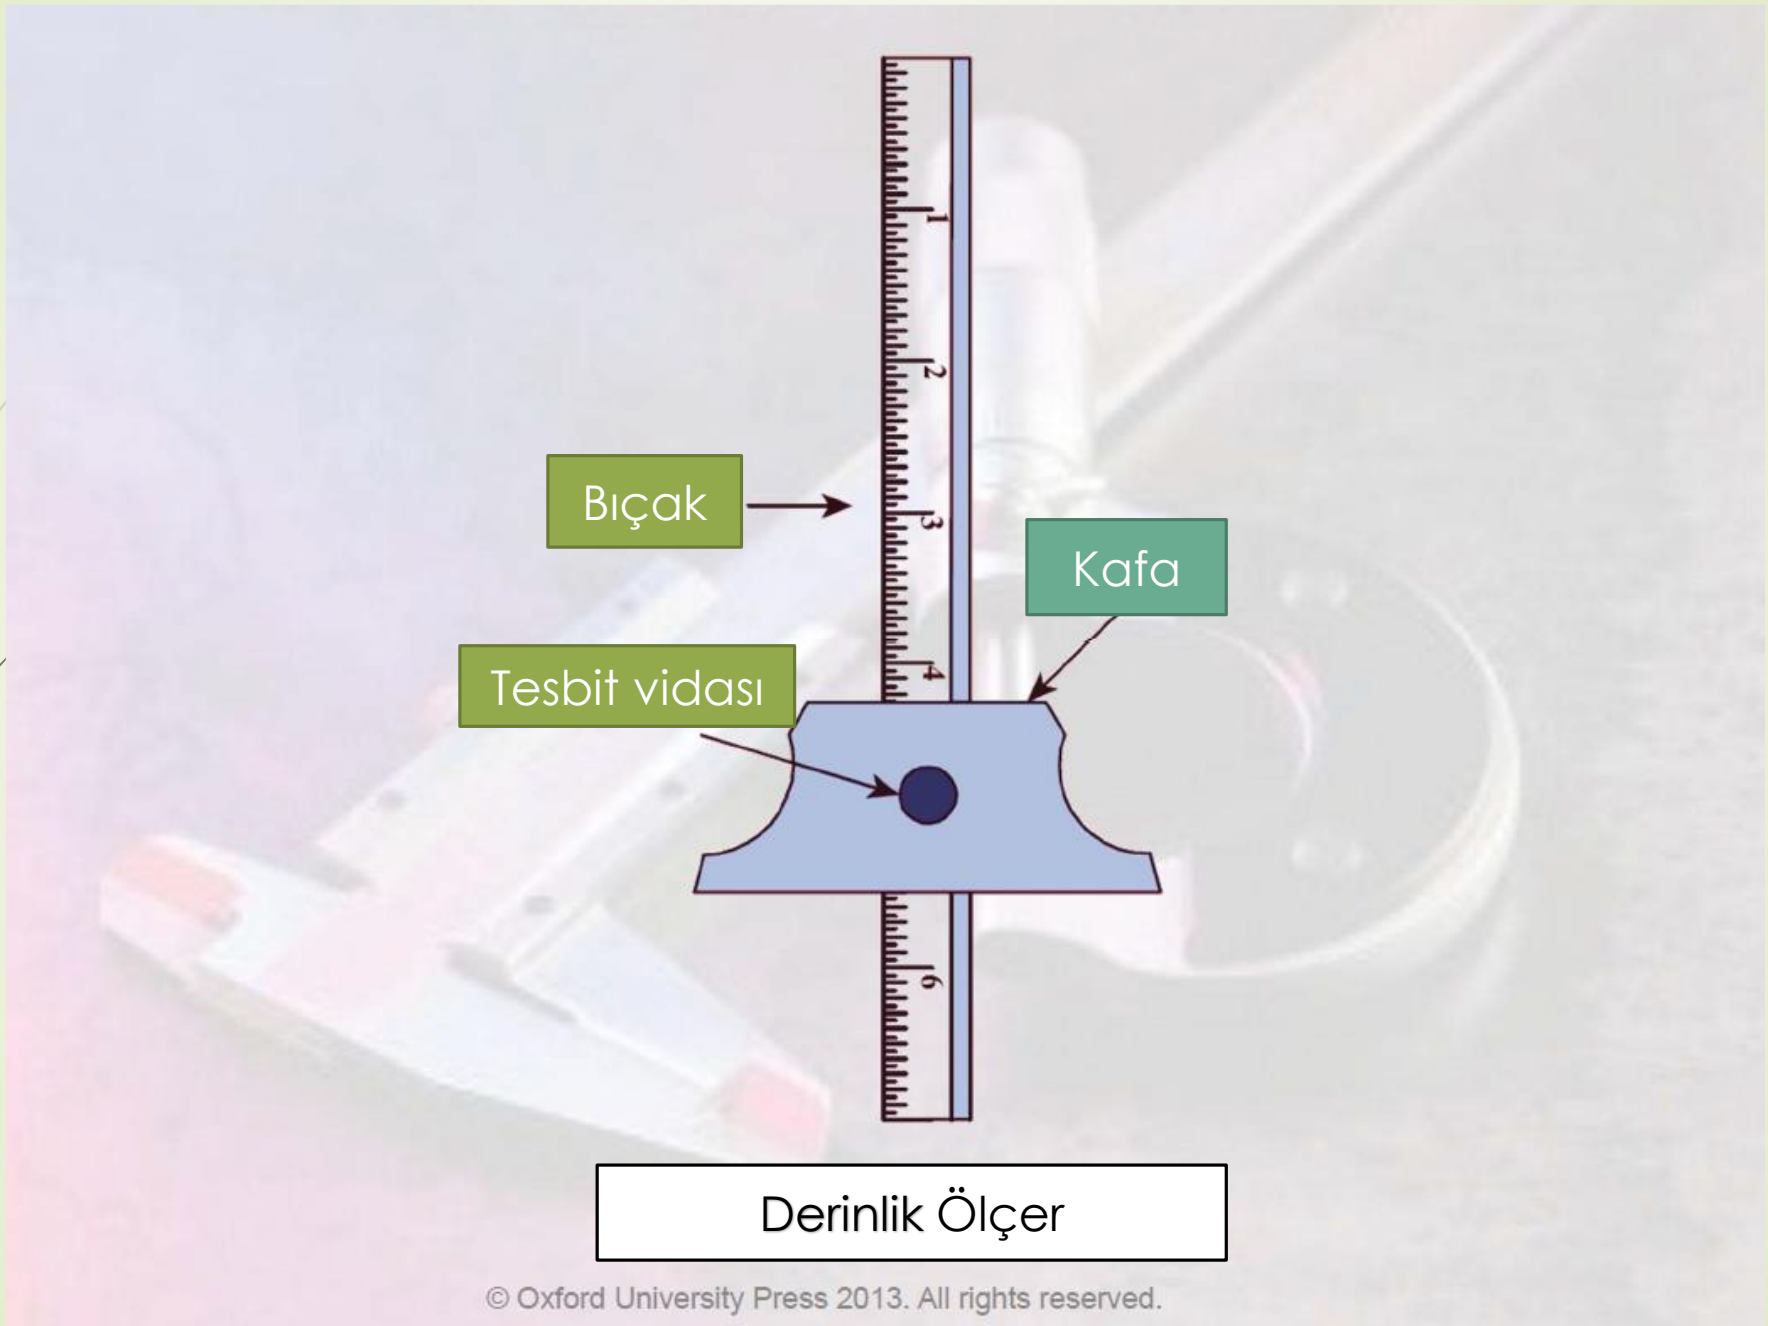 1
2
Bıçak
3
Kafa
4
Tesbit vidası
6
Derinlik Ölçer
© Oxford University Press 2013. All rights reserved.